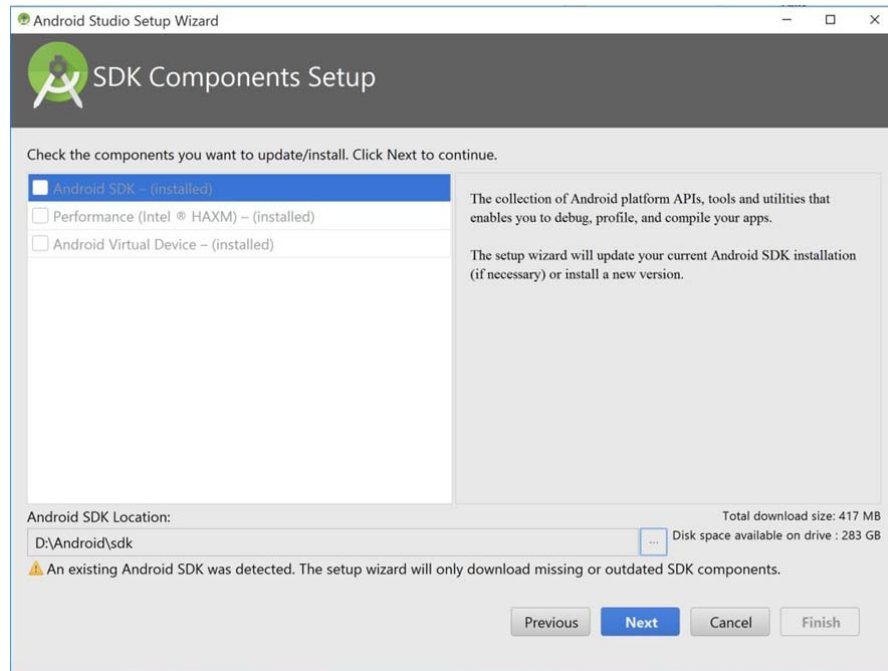 Android Studio Setup Wizard
SDK Components Setup
Check the components you want to update/install. Click Next to continue.
Android SDK – (installed)
Performance (Intel ® HAXM) – (installed)
Android Virtual Device – (installed)
The collection of Android platform APIs, tools and utilities that
enables you to debug, profile, and compile your apps.
The setup wizard will update your current Android SDK installation
(if necessary) or install a new version.
Android SDK Location:
Total download size: 417 MB
D:\Android\sdk
...
Disk space available on drive : 283 GB
An existing Android SDK was detected. The setup wizard will only download missing or outdated SDK components.
Previous
Next
Cancel
Finish